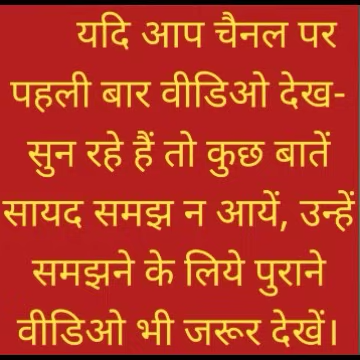 यदि आप चैनल पर
पहली बार वीडिओ देख-
सुन रहे हैं तो कुछ बातें
सायद समझ न आयें, उन्हें
समझने के लिये पुराने
वीडिओ भी जरूर देखें।